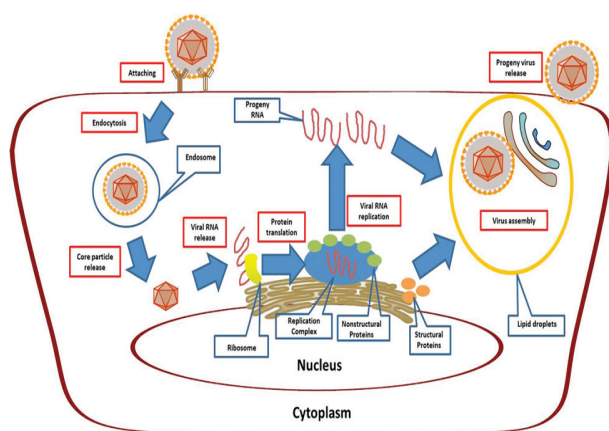 Attaching
Progeny virus
release
Endocytosis
Progeny
RNA
Endosome
Viral RNA
release
Protein
translation
Viral RNA
replication
Virus assembly
Core particle
release
Ribosome
Replication
Complex
Nonstructural
Proteins
Structural
Proteins
Lipid droplets
Nucleus
Cytoplasm